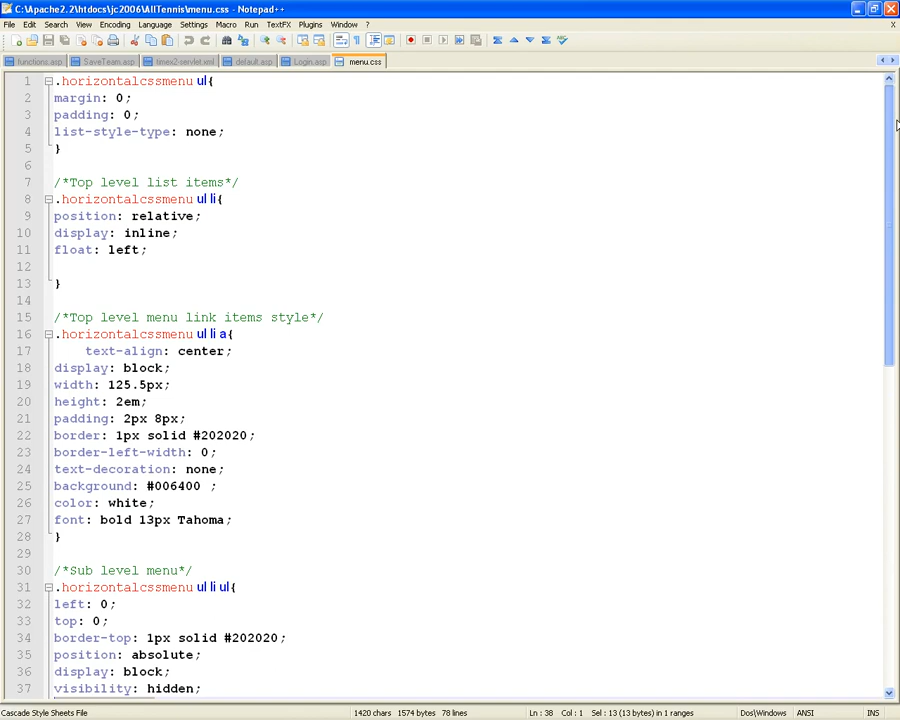 C:\Apache2.2\htdocs\jc2006\AllTennis\menu.css - Notepad++
File Edit Search View Encoding Language Settings Macro Run TextFX Plugins Window ?
X
functions.asp SaveTeam.asp timex2-servlet.xml default.asp Login.asp menu.css
1 .horizontalcssmenu ul{
2 margin: 0;
3 padding: 0;
4 list-style-type: none;
5 }
6
7 /*Top level list items*/
8 .horizontalcssmenu ul li{
9 position: relative;
10 display: inline;
11 float: left;
12
13 }
14
15 /*Top level menu link items style*/
16 .horizontalcssmenu ul li a{
17 text-align: center;
18 display: block;
19 width: 125.5px;
20 height: 2em;
21 padding: 2px 8px;
22 border: 1px solid #202020;
23 border-left-width: 0;
24 text-decoration: none;
25 background: #006400 ;
26 color: white;
27 font: bold 13px Tahoma;
28 }
29
30 /*Sub level menu*/
31 .horizontalcssmenu ul li ul{
32 left: 0;
33 top: 0;
34 border-top: 1px solid #202020;
35 position: absolute;
36 display: block;
37 visibility: hidden;
Cascade Style Sheets File 1420 chars 1574 bytes 78 lines Ln : 38 Col : 1 Sel : 13 (13 bytes) in 1 ranges Dos\Windows ANSI INS